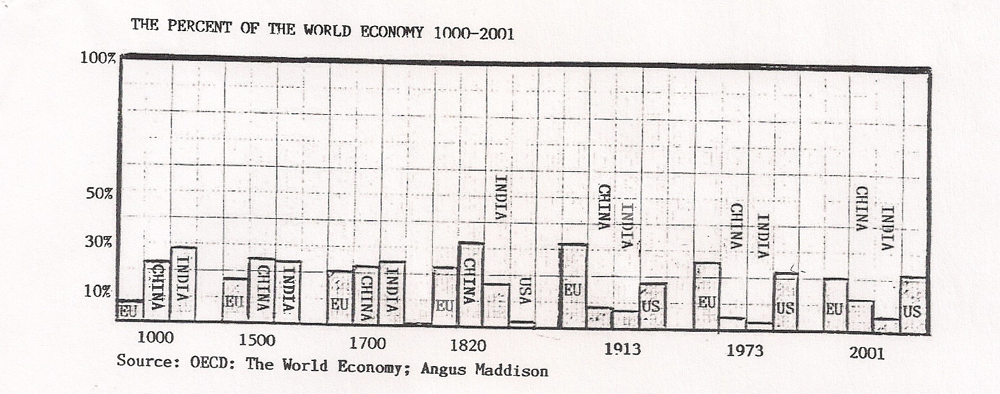 THE PERCENT OF THE WORLD ECONOMY 1000-2001
100%
50%
30%
10%
EU
CHINA
INDIA
EU
CHINA
INDIA
EU
CHINA
INDIA
EU
CHINA
INDIA
USA
EU
CHINA
INDIA
US
EU
CHINA
INDIA
US
EU
CHINA
INDIA
US
1000 1500 1700 1820 1913 1973 2001
Source: OECD: The World Economy; Angus Maddison